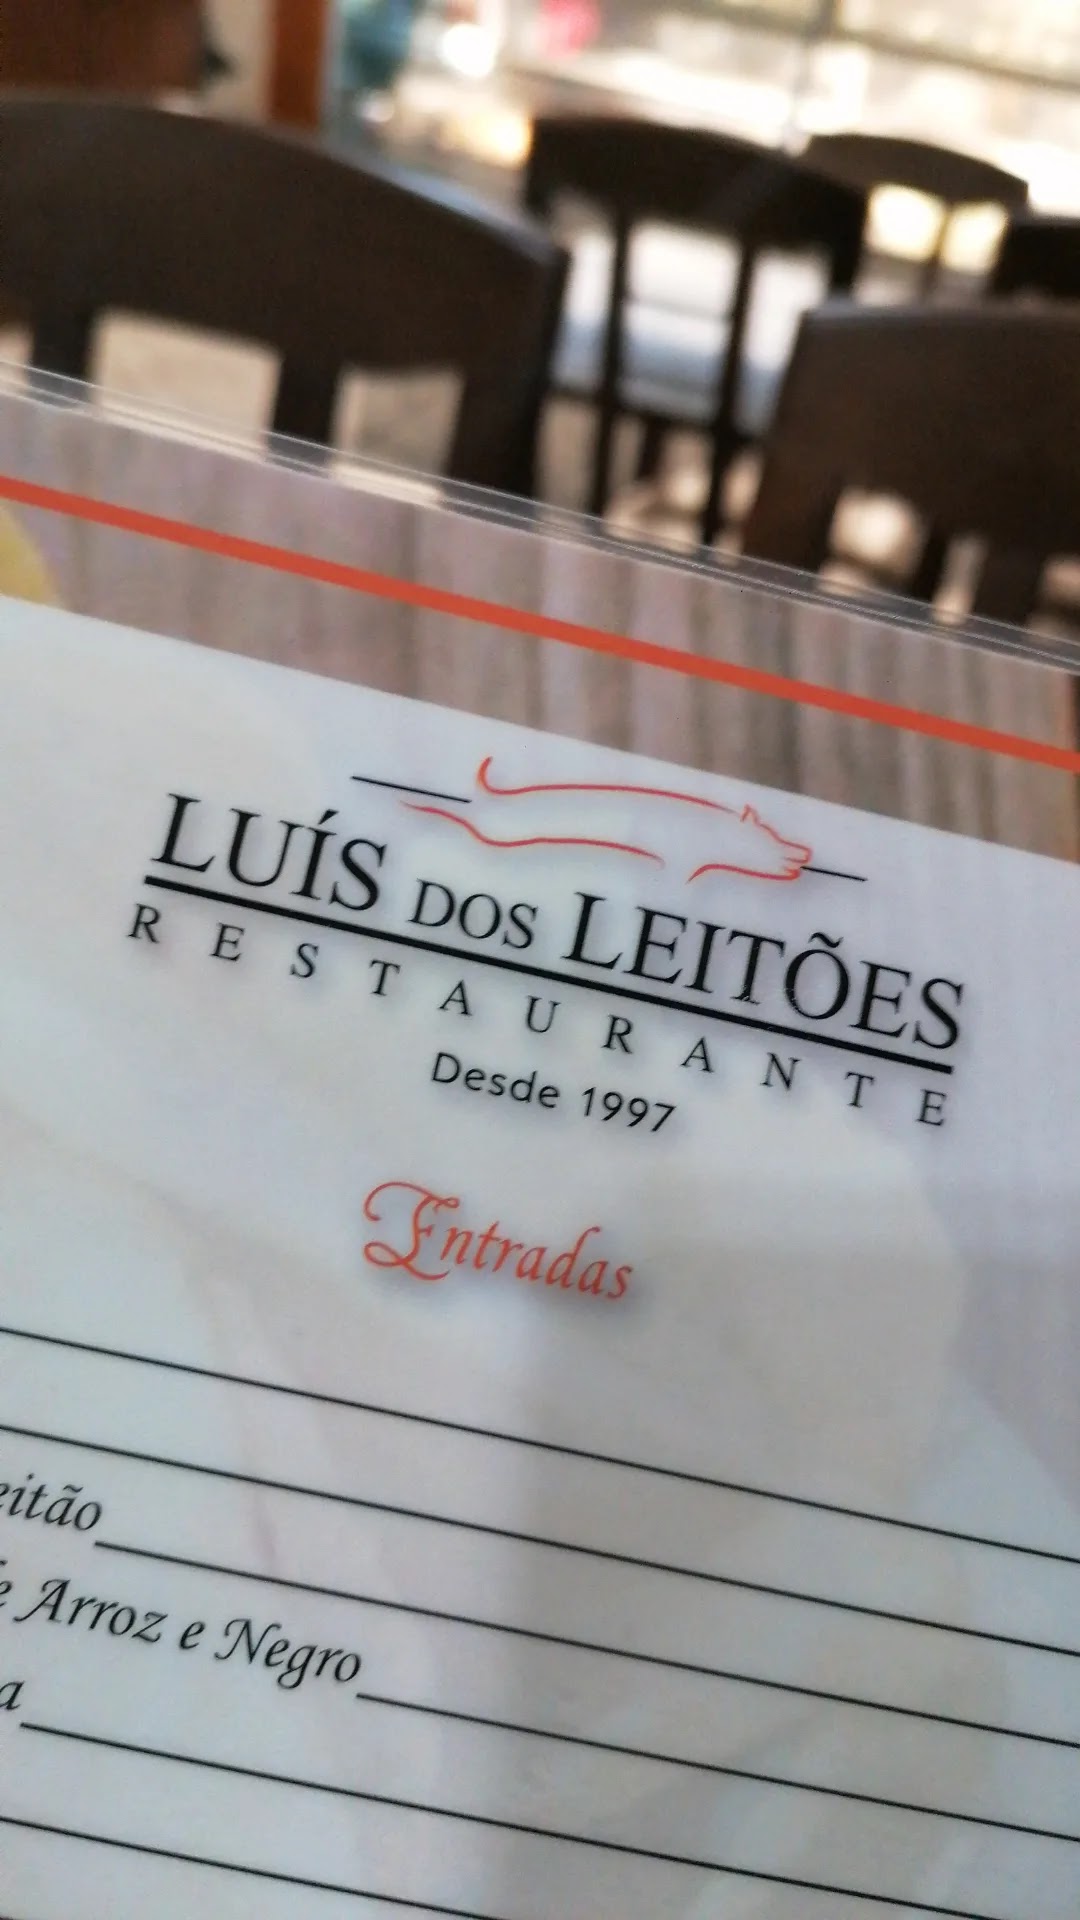 LUÍS DOS LEITÕES
RESTAURANTE
Desde 1997
Entradas
eitão
e Arroz e Negro
a